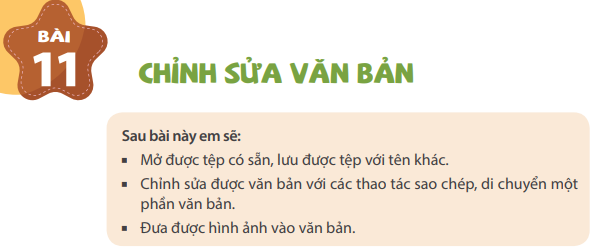 BÀI
11
CHỈNH SỬA VĂN BẢN
Sau bài này em sẽ:
▪ Mở được tệp có sẵn, lưu được tệp với tên khác.
▪ Chỉnh sửa được văn bản với các thao tác sao chép, di chuyển một
phần văn bản.
▪ Đưa được hình ảnh vào văn bản.